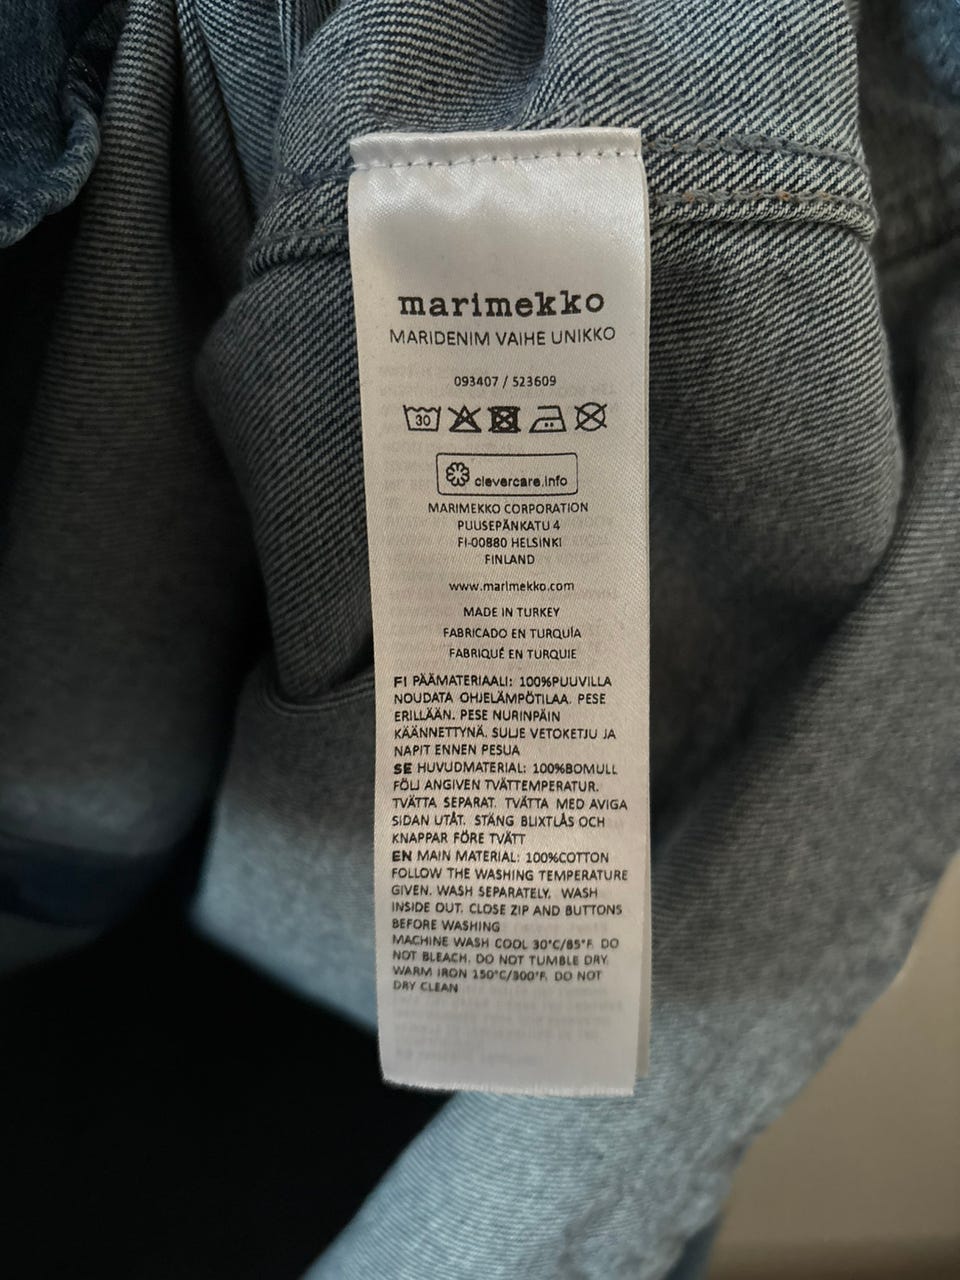 marimekko
MARIDENIM VAIHE UNIKKO
093407 / 523609
30
clevercare.info
MARIMEKKO CORPORATION
PUUSEPÄNKATU 4
FI-00880 HELSINKI
FINLAND
www.marimekko.com
MADE IN TURKEY
FABRICADO EN TURQUÍA
FABRIQUÉ EN TURQUIE
FI PÄÄMATERIAALI: 100%PUUVILLA
NOUDATA OHJELÄMPÖTILAA. PESE
ERILLÄÄN. PESE NURINPÄIN
KÄÄNNETTYNÄ. SULJE VETOKETJU JA
NAPIT ENNEN PESUA
SE HUVUDMATERIAL: 100%BOMULL
FÖLJ ANGIVEN TVÄTTEMPERATUR.
TVÄTTA SEPARAT. TVÄTTA MED AVIGA
SIDAN UTÅT. STÄNG BLIXTLÅS OCH
KNAPPAR FÖRE TVÄTT
EN MAIN MATERIAL: 100%COTTON
FOLLOW THE WASHING TEMPERATURE
GIVEN. WASH SEPARATELY. WASH
INSIDE OUT. CLOSE ZIP AND BUTTONS
BEFORE WASHING
MACHINE WASH COOL 30°C/85°F. DO
NOT BLEACH. DO NOT TUMBLE DRY.
WARM IRON 150°C/300°F. DO NOT
DRY CLEAN